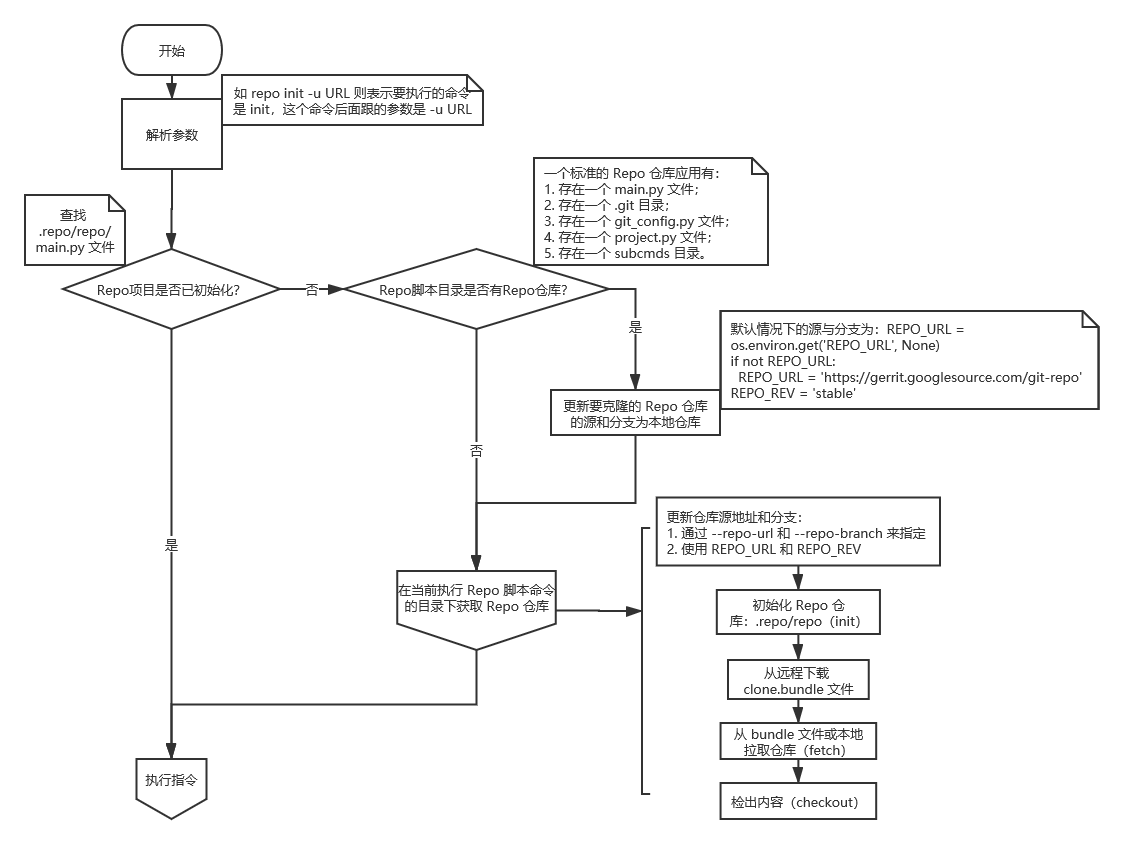 开始
如 repo init -u URL 则表示要执行的命令
是 init，这个命令后面跟的参数是 -u URL
解析参数
一个标准的 Repo 仓库应用有：
1. 存在一个 main.py 文件；
2. 存在一个 .git 目录；
3. 存在一个 git_config.py 文件；
4. 存在一个 project.py 文件；
5. 存在一个 subcmds 目录。
查找
.repo/repo/
main.py 文件
Repo项目是否已初始化?
否
Repo脚本目录是否有Repo仓库?
是
默认情况下的源与分支为：REPO_URL =
os.environ.get('REPO_URL', None)
if not REPO_URL:
REPO_URL = 'https://gerrit.googlesource.com/git-repo'
REPO_REV = 'stable'
更新要克隆的 Repo 仓库
的源和分支为本地仓库
否
是
更新仓库源地址和分支：
1. 通过 --repo-url 和 --repo-branch 来指定
2. 使用 REPO_URL 和 REPO_REV
在当前执行 Repo 脚本命令
的目录下获取 Repo 仓库
初始化 Repo 仓
库：.repo/repo（init）
从远程下载
clone.bundle 文件
从 bundle 文件或本地
拉取仓库（fetch）
执行指令
检出内容（checkout）